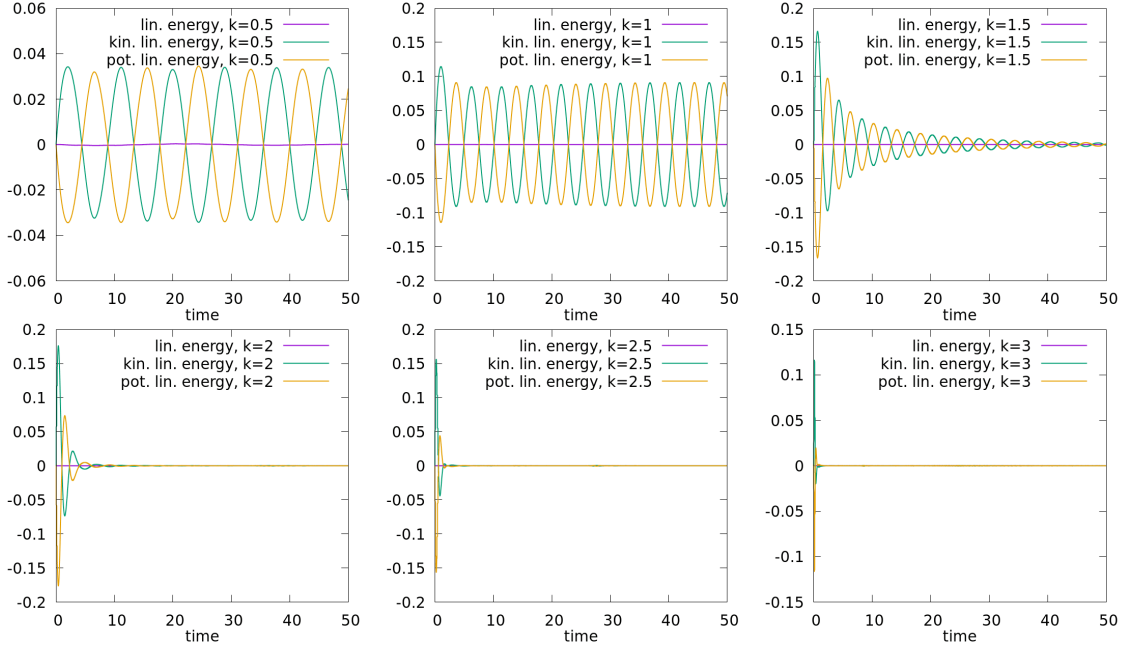 0.06
0.04
0.02
0
-0.02
-0.04
-0.06
lin. energy, k=0.5
kin. lin. energy, k=0.5
pot. lin. energy, k=0.5
0 10 20 30 40 50
time
0.2
0.15
0.1
0.05
0
-0.05
-0.1
-0.15
-0.2
lin. energy, k=1
kin. lin. energy, k=1
pot. lin. energy, k=1
0 10 20 30 40 50
time
0.2
0.15
0.1
0.05
0
-0.05
-0.1
-0.15
-0.2
lin. energy, k=1.5
kin. lin. energy, k=1.5
pot. lin. energy, k=1.5
0 10 20 30 40 50
time
0.2
0.15
0.1
0.05
0
-0.05
-0.1
-0.15
-0.2
lin. energy, k=2
kin. lin. energy, k=2
pot. lin. energy, k=2
0 10 20 30 40 50
time
0.2
0.15
0.1
0.05
0
-0.05
-0.1
-0.15
-0.2
lin. energy, k=2.5
kin. lin. energy, k=2.5
pot. lin. energy, k=2.5
0 10 20 30 40 50
time
0.15
0.1
0.05
0
-0.05
-0.1
-0.15
lin. energy, k=3
kin. lin. energy, k=3
pot. lin. energy, k=3
0 10 20 30 40 50
time